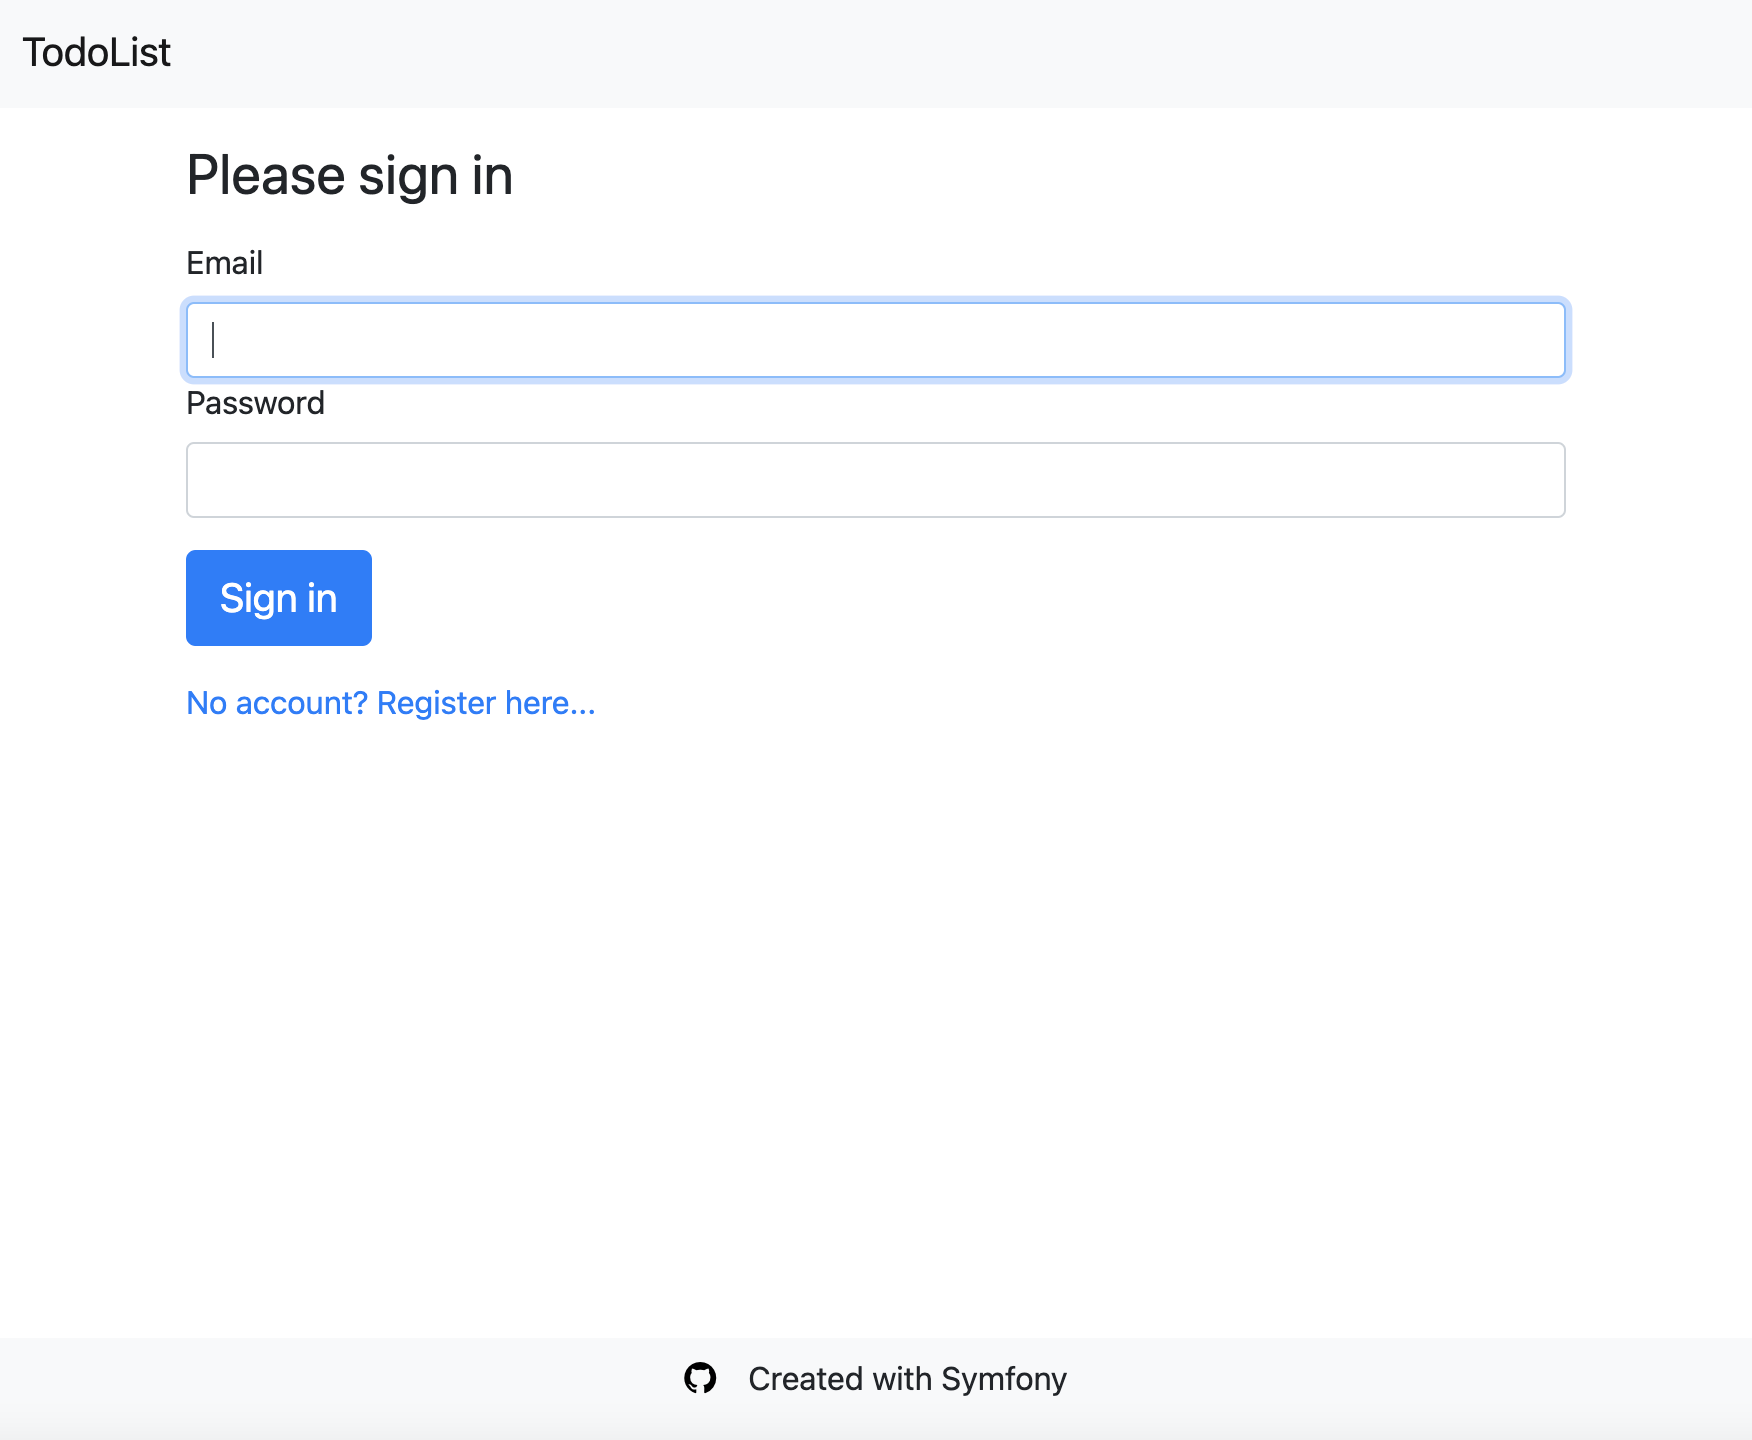 TodoList
Please sign in
Email
Password
Sign in
No account? Register here...
Created with Symfony